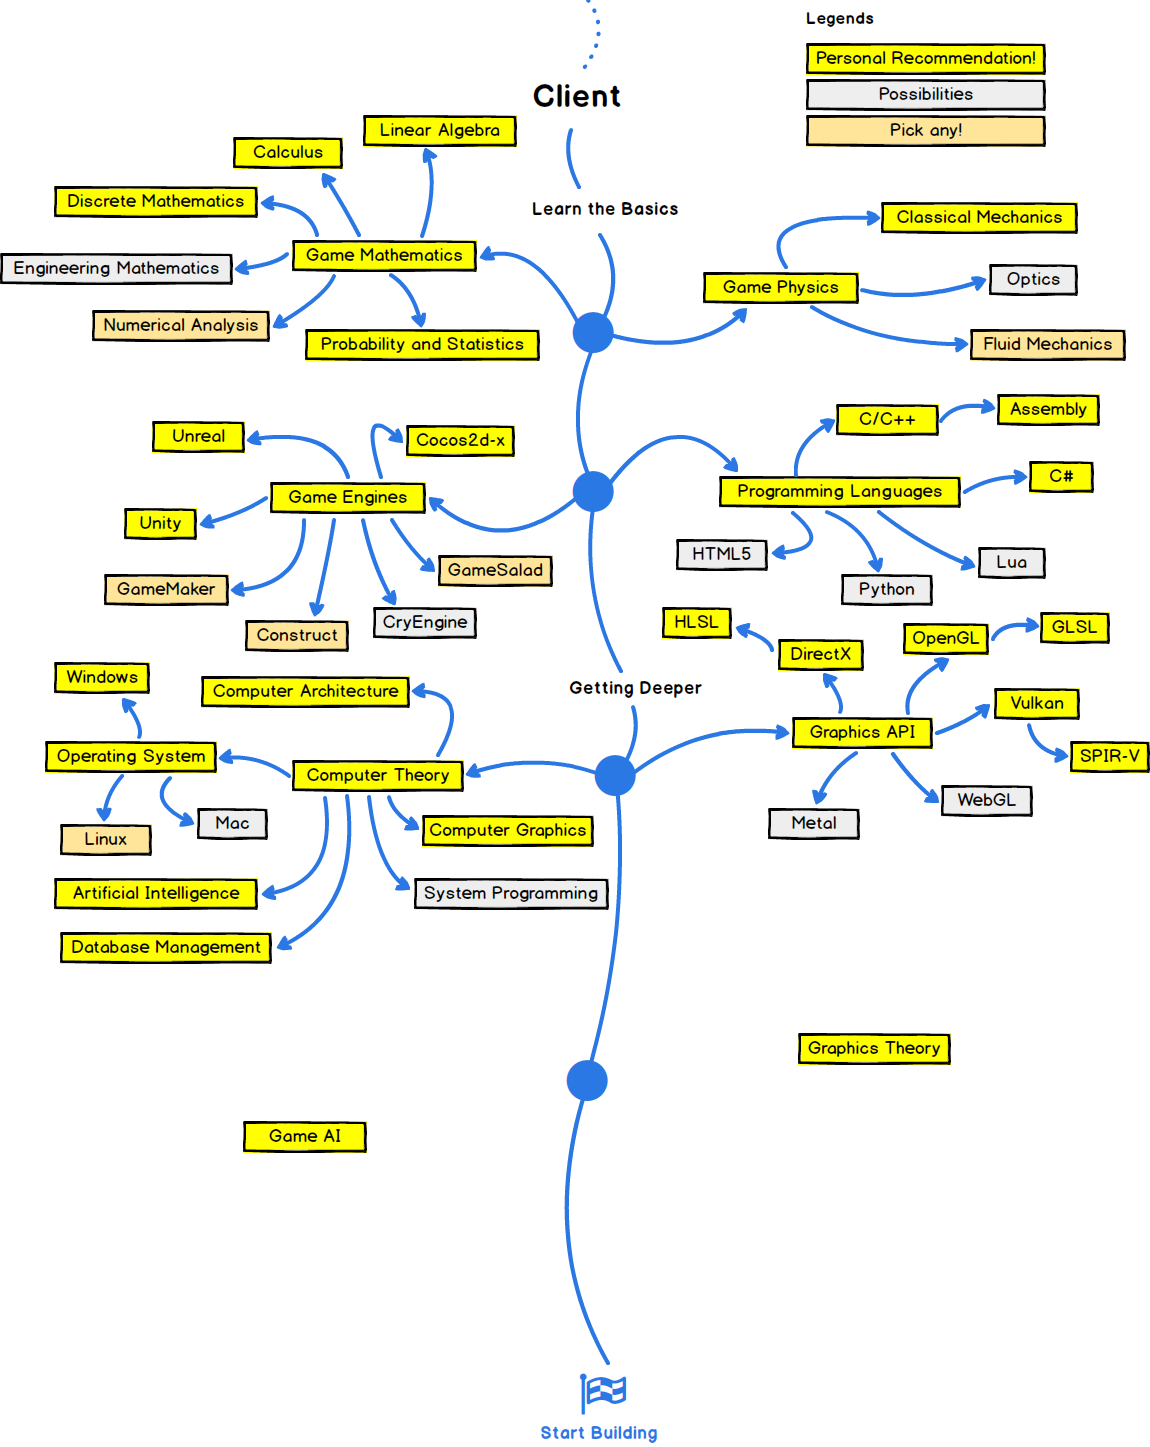 Legends
Personal Recommendation!
Possibilities
Pick any!
Client
Linear Algebra
Calculus
Discrete Mathematics
Learn the Basics
Classical Mechanics
Game Mathematics
Engineering Mathematics
Game Physics
Optics
Numerical Analysis
Probability and Statistics
Fluid Mechanics
Unreal
Cocos2d-x
C/C++
Assembly
Game Engines
Programming Languages
C#
Unity
HTML5
Lua
GameMaker
GameSalad
Python
Construct
CryEngine
HLSL
DirectX
OpenGL
GLSL
Windows
Computer Architecture
Getting Deeper
Graphics API
Vulkan
SPIR-V
Operating System
Computer Theory
Metal
WebGL
Linux
Mac
Computer Graphics
Artificial Intelligence
System Programming
Database Management
Graphics Theory
Game AI
Start Building